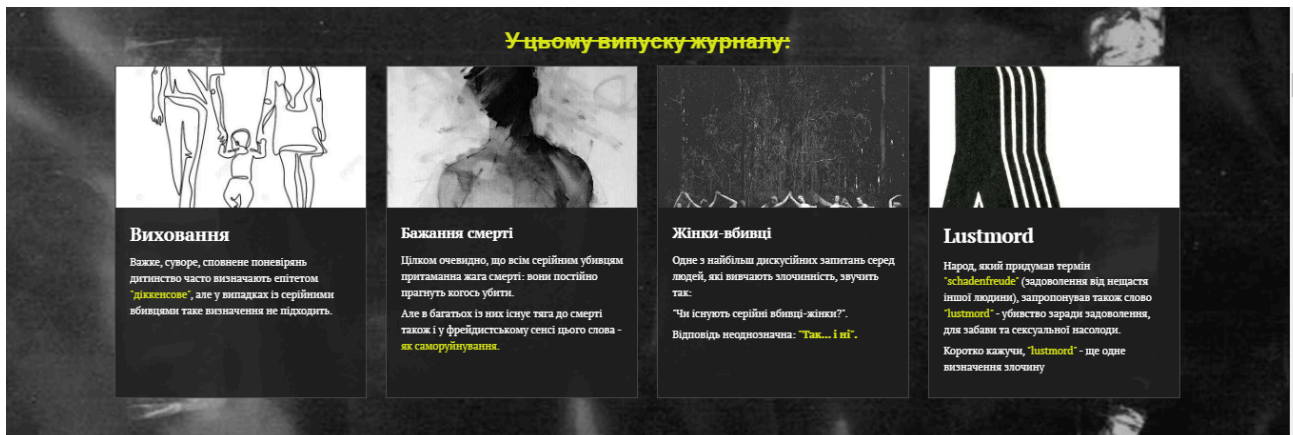 У цьому випуску журналу:
Виховання
Важке, суворе, сповнене поневірянь
дитинство часто визначають епітетом
"діккенсове", але у випадках із серійними
вбивцями таке визначення не підходить.
Бажання смерті
Цілком очевидно, що всім серійним убивцям
притаманна жага смерті: вони постійно
прагнуть когось убити.
Але в багатьох із них існує тяга до смерті
також і у фрейдистському сенсі цього слова -
як саморуйнування.
Жінки-вбивці
Одне з найбільш дискусійних запитань серед
людей, які вивчають злочинність, звучить
так:
"Чи існують серійні вбивці-жінки?".
Відповідь неоднозначна: "Так... і ні".
Lustmord
Народ, який придумав термін
"schadenfreude" (задоволення від нещастя
іншої людини), запропонував також слово
"lustmord" - убивство заради задоволення,
для забави та сексуальної насолоди.
Коротко кажучи, "lustmord" - ще одне
визначення злочину